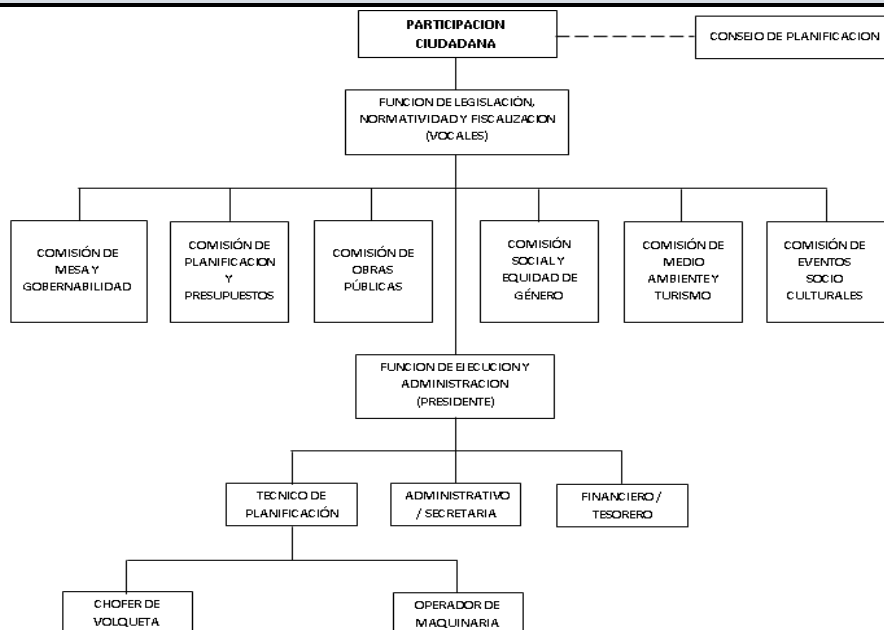 PARTICIPACION
CIUDADANA
CONSEJO DE PLANIFICACION
FUNCION DE LEGISLACIÓN,
NORMATIVIDAD Y FISCALIZACION
(VOCALES)
COMISIÓN DE
MESA Y
GOBERNABILIDAD
COMISIÓN DE
PLANIFICACION
Y
PRESUPUESTOS
COMISIÓN DE
OBRAS
PÚBLICAS
COMISIÓN
SOCIAL Y
EQUIDAD DE
GÉNERO
COMISIÓN DE
MEDIO
AMBIENTE Y
TURISMO
COMISIÓN DE
EVENTOS
SOCIO
CULTURALES
FUNCION DE EJECUCION Y
ADMINISTRACION
(PRESIDENTE)
TECNICO DE
PLANIFICACIÓN
ADMINISTRATIVO
/ SECRETARIA
FINANCIERO /
TESORERO
CHOFER DE
VOLQUETA
OPERADOR DE
MAQUINARIA